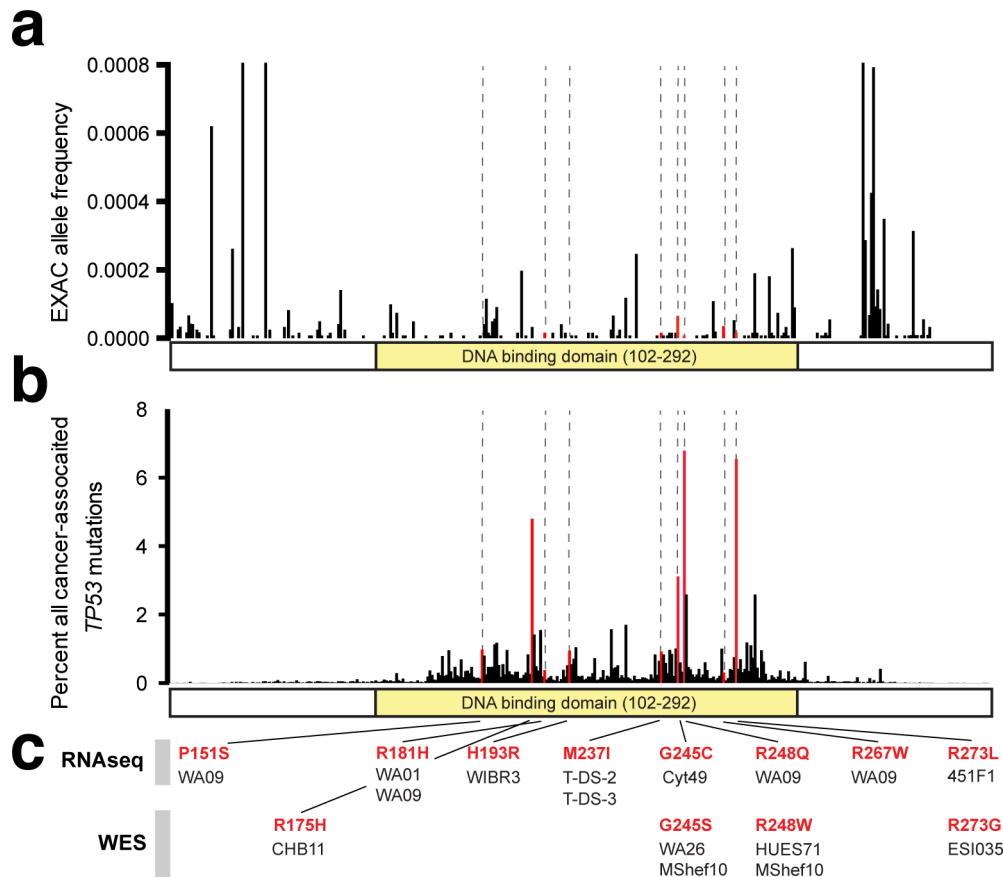 a
EXAC allele frequency
0.0008
0.0006
0.0004
0.0002
0.0000
DNA binding domain (102-292)
b
Percent all cancer-assocaited
TP53 mutations
8
6
4
2
0
DNA binding domain (102-292)
c
RNAseq
P151S
WA09
R181H
WA01
WA09
H193R
WIBR3
M237I
T-DS-2
T-DS-3
G245C
Cyt49
R248Q
WA09
R267W
WA09
R273L
451F1
WES
R175H
CHB11
G245S
WA26
MShef10
R248W
HUES71
MShef10
R273G
ESI035